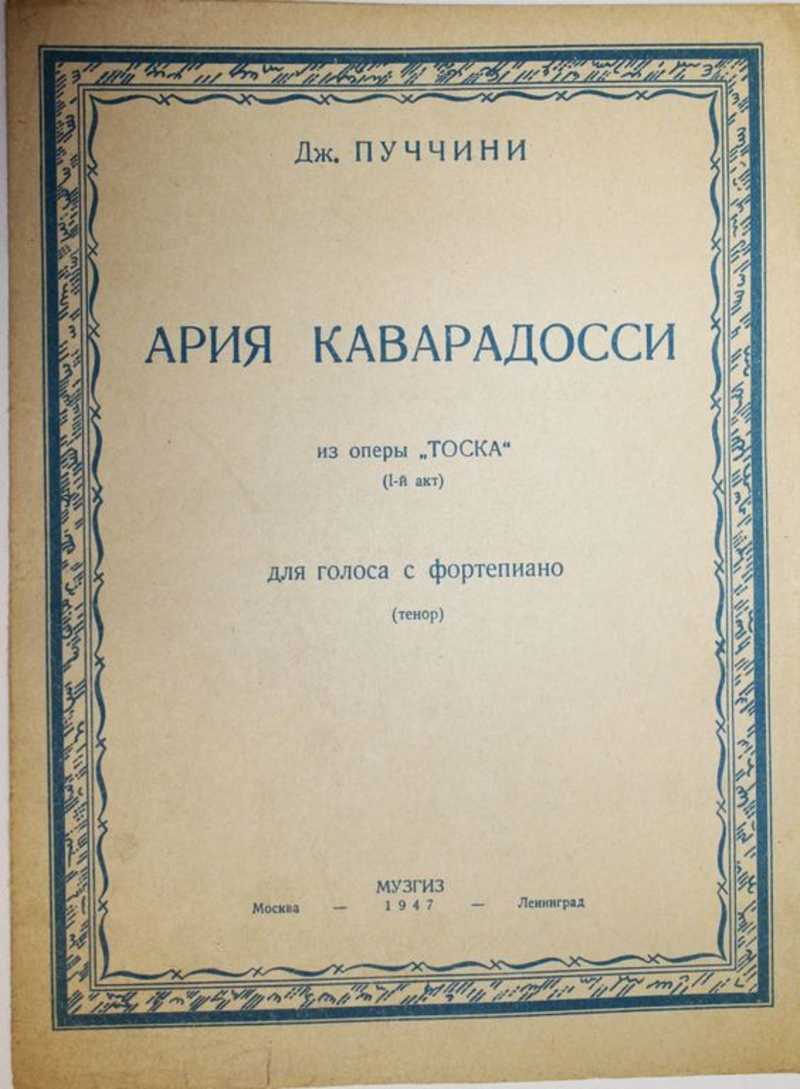 Дж. ПУЧЧИНИ
АРИЯ КАВАРАДОССИ
из оперы „ТОСКА“
(I-й акт)
для голоса с фортепиано
(тенор)
МУЗГИЗ
Москва — 1947 — Ленинград